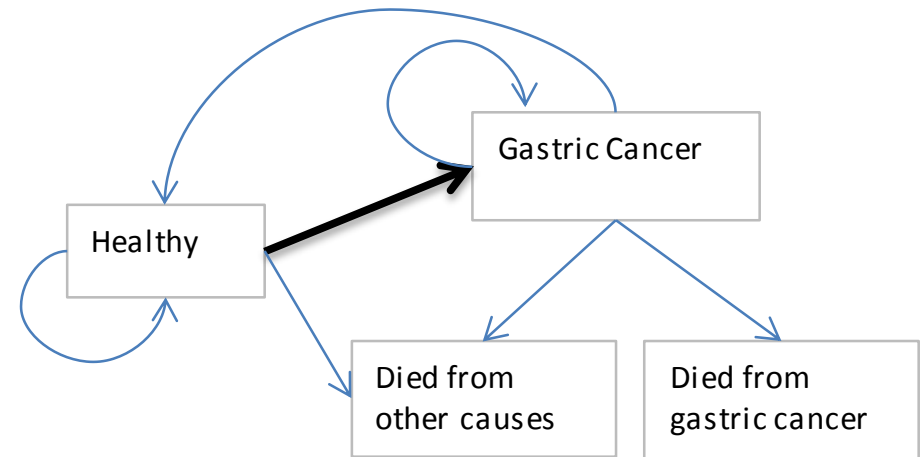 Gastric Cancer
Healthy
Died from
other causes
Died from
gastric cancer